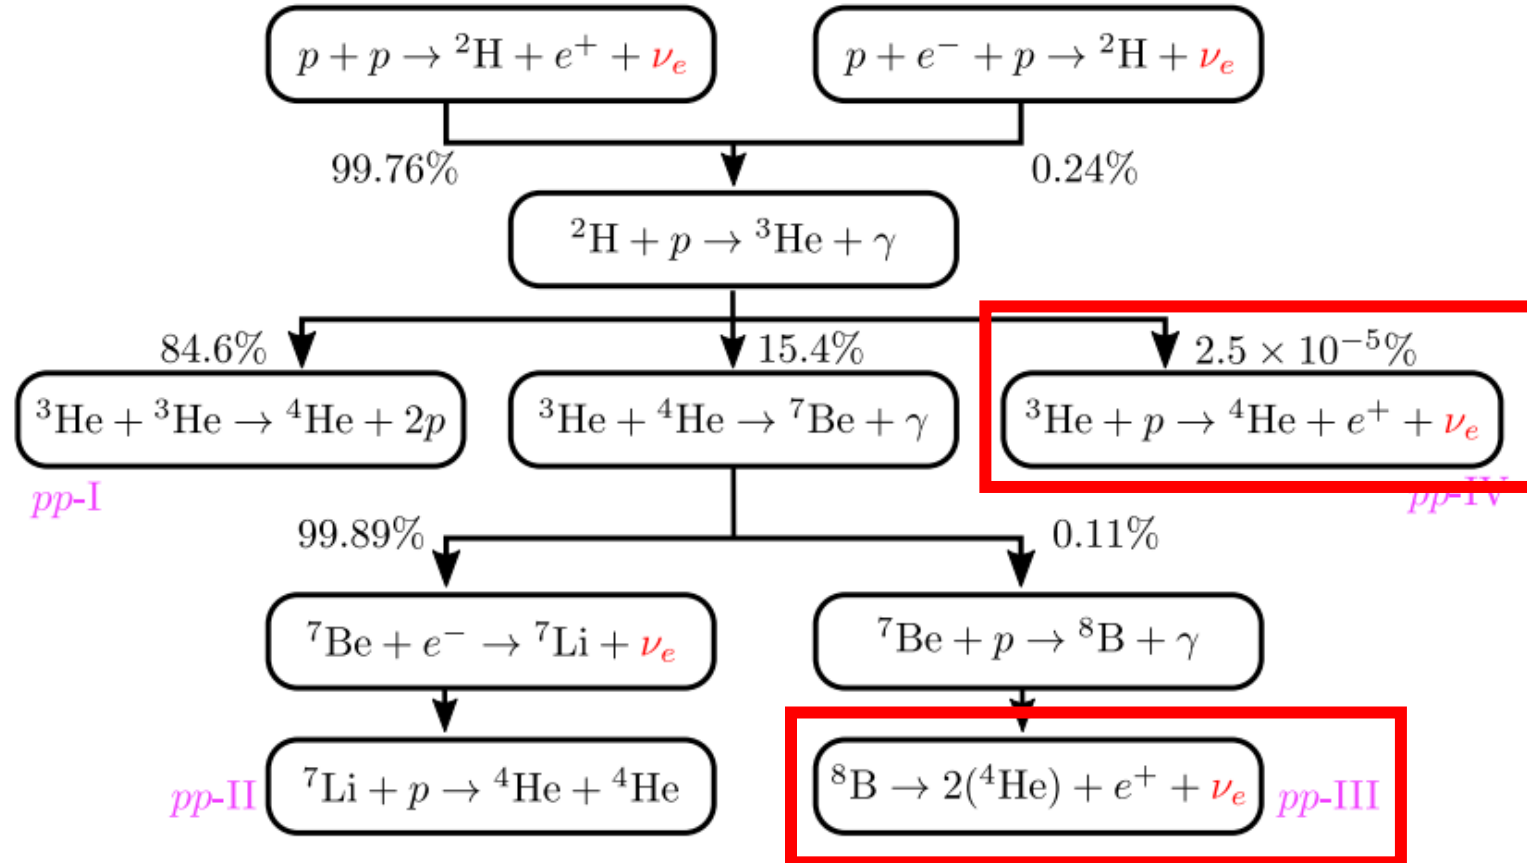 p + p → ²H + e⁺ + νₑ
p + e⁻ + p → ²H + νₑ
99.76%
0.24%
²H + p → ³He + γ
84.6%
15.4%
2.5 × 10⁻⁵%
³He + ³He → ⁴He + 2p
³He + ⁴He → ⁷Be + γ
³He + p → ⁴He + e⁺ + νₑ
pp-I
pp-IV
99.89%
0.11%
⁷Be + e⁻ → ⁷Li + νₑ
⁷Be + p → ⁸B + γ
pp-II
⁷Li + p → ⁴He + ⁴He
⁸B → 2(⁴He) + e⁺ + νₑ
pp-III